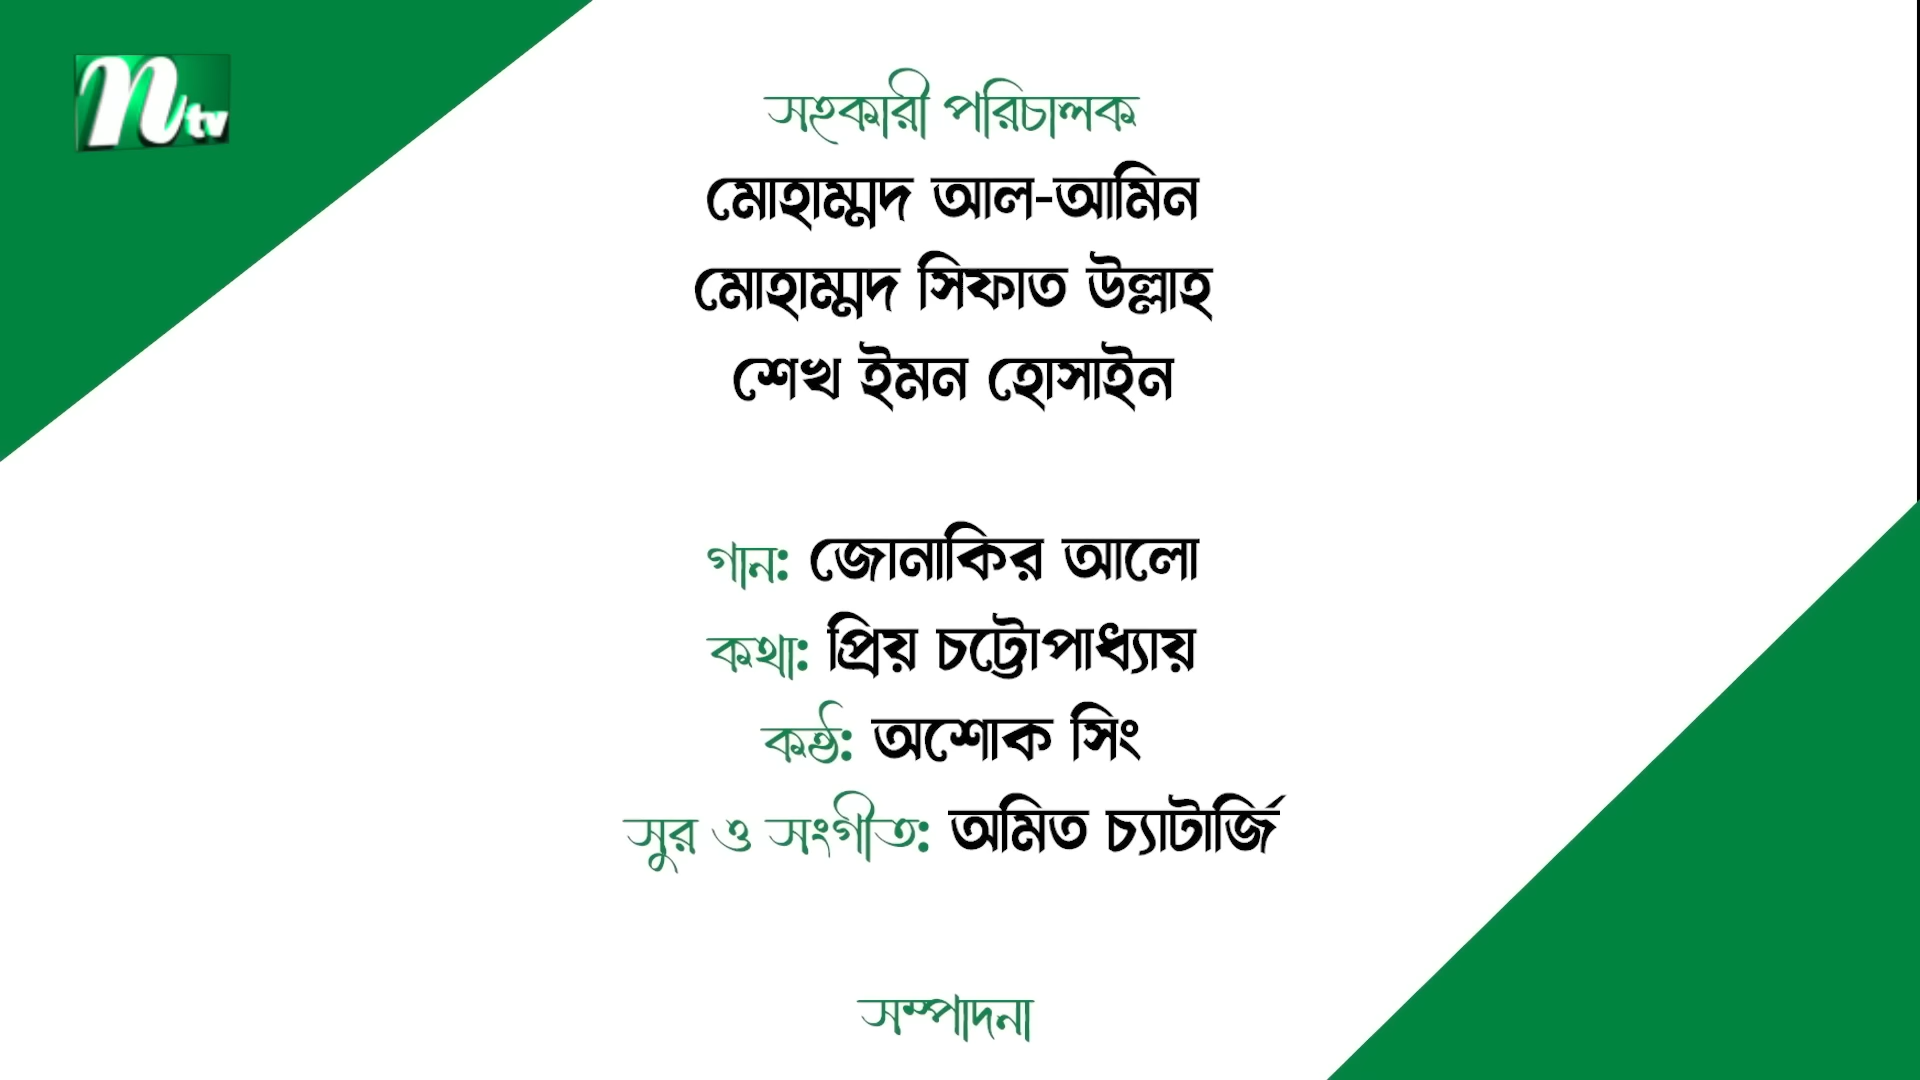 ntv
সহকারী পরিচালক
মোহাম্মদ আল-আমিন
মোহাম্মদ সিফাত উল্লাহ
শেখ ইমন হোসাইন
গান: জোনাকির আলো
কথা: প্রিয় চট্টোপাধ্যায়
কণ্ঠ: অশোক সিং
সুর ও সংগীত: অমিত চ্যাটার্জি
সম্পাদনা